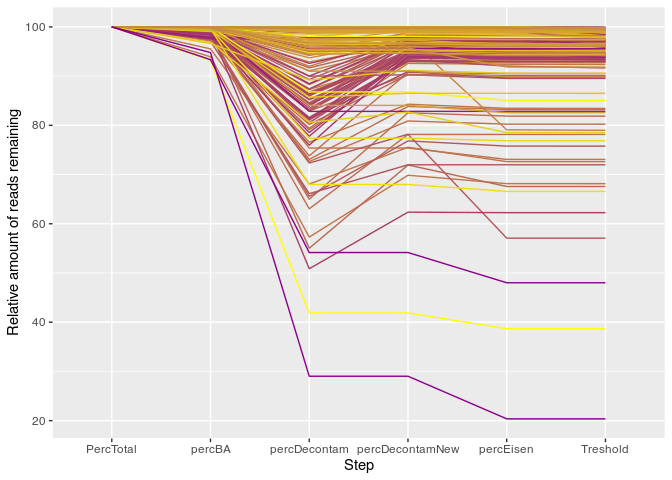 Relative amount of reads remaining
100
80
60
40
20
PercTotal percBA percDecontam percDecontamNew percEisen Treshold
Step